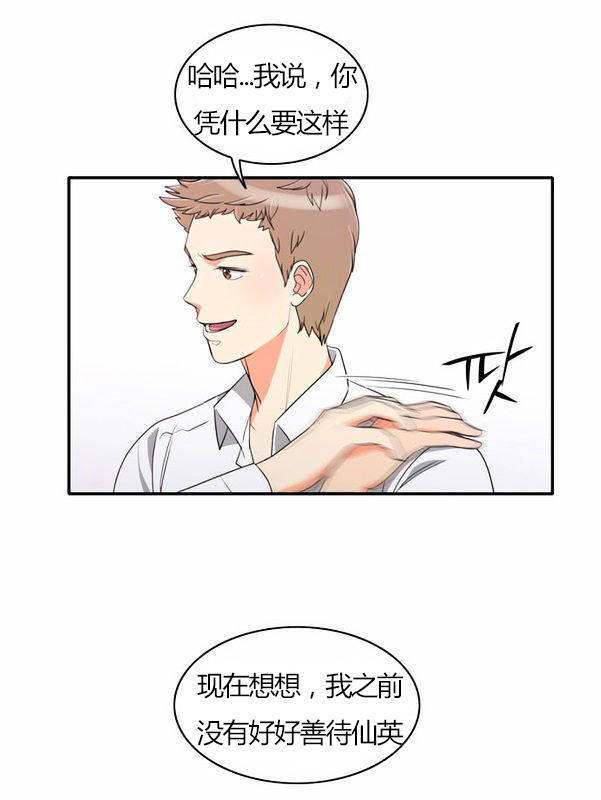 哈哈...我说，你
凭什么要这样
팟
现在想想，我之前
没有好好善待仙英